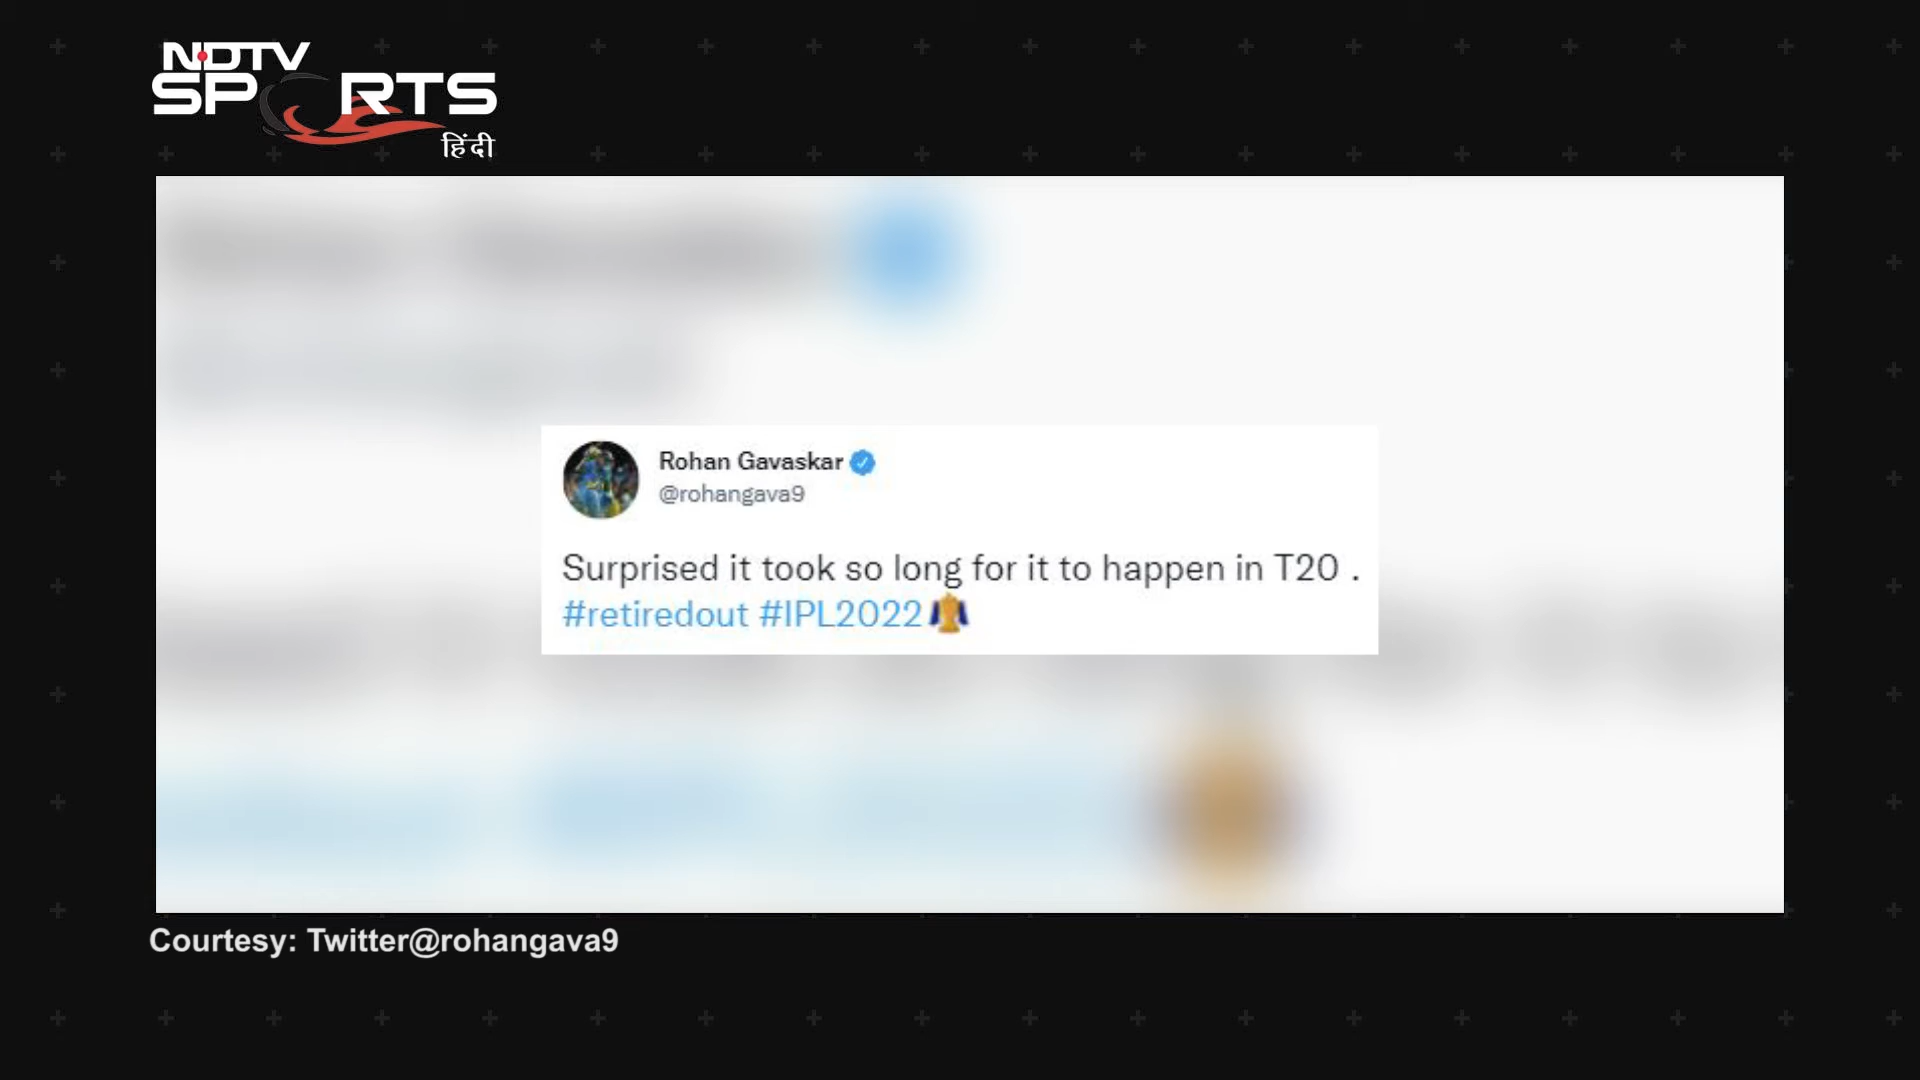 NDTV
SPORTS
हिंदी
Rohan Gavaskar
@rohangava9
Surprised it took so long for it to happen in T20 .
#retiredout #IPL2022
Courtesy: Twitter@rohangava9